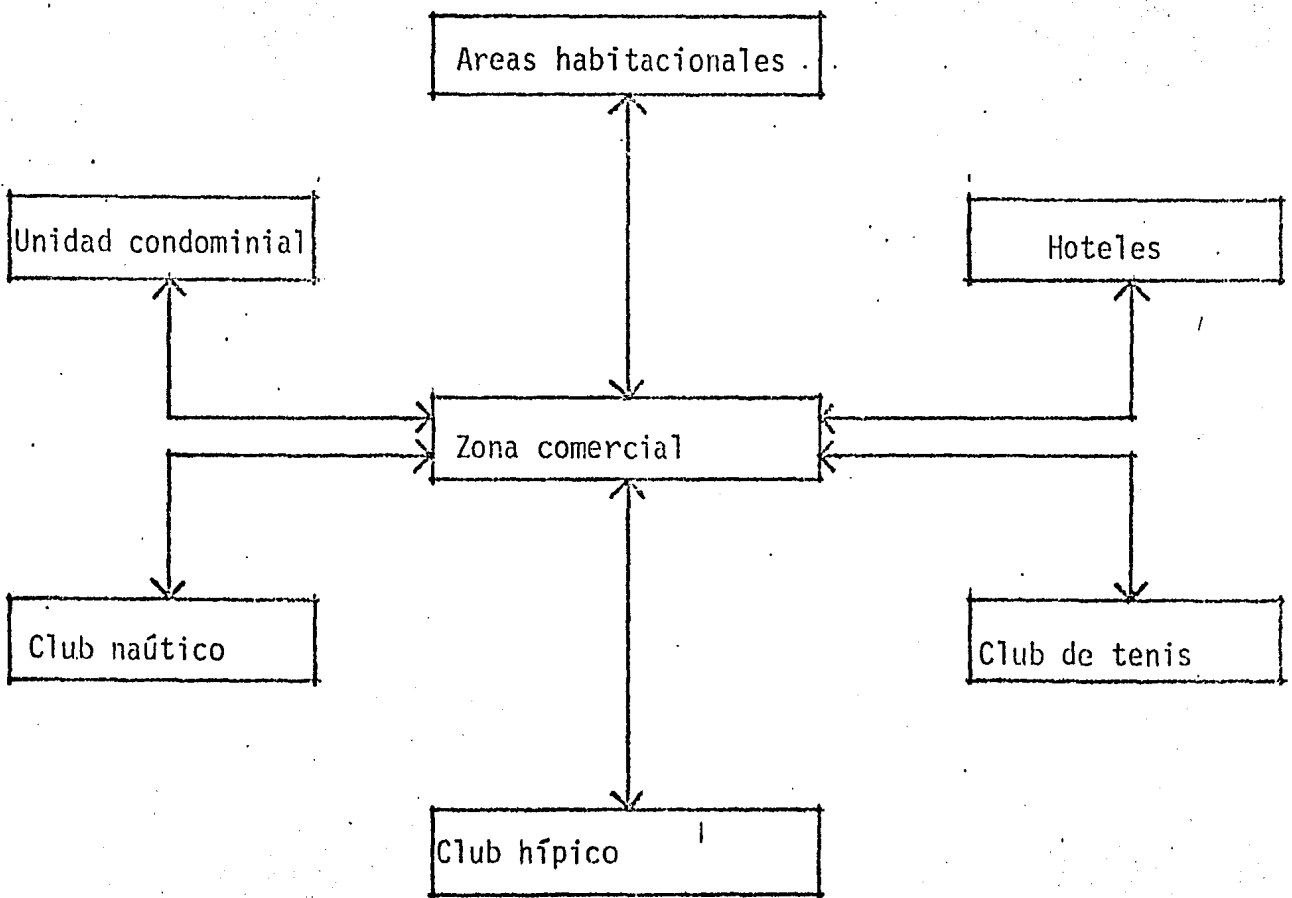 Areas habitacionales
Unidad condominial
Hoteles
Zona comercial
Club naútico
Club de tenis
Club hípico